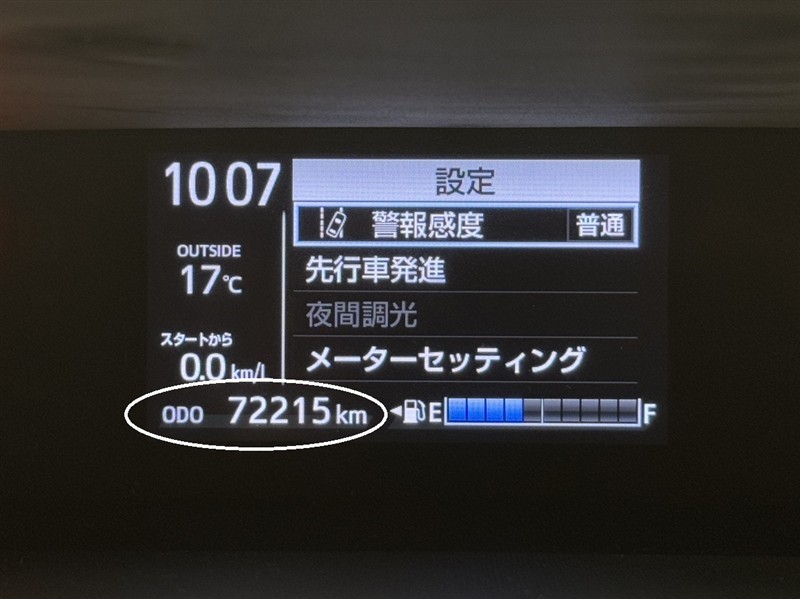 10 07
設定
警報感度 普通
OUTSIDE
17℃
先行車発進
夜間調光
スタートから
0.0 km/L
メーターセッティング
ODO 72215 km
E F